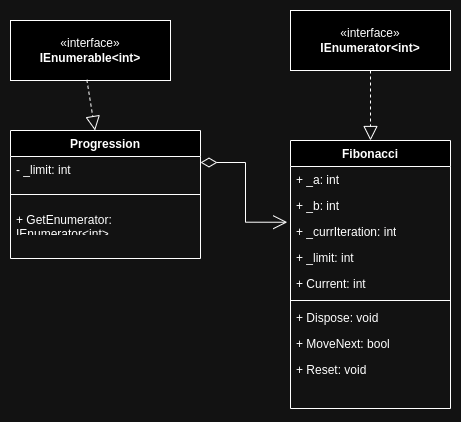 «interface»
IEnumerable<int>
«interface»
IEnumerator<int>
Progression
- _limit: int
+ GetEnumerator:
IEnumerator<int>
Fibonacci
+ _a: int
+ _b: int
+ _currIteration: int
+ _limit: int
+ Current: int
+ Dispose: void
+ MoveNext: bool
+ Reset: void